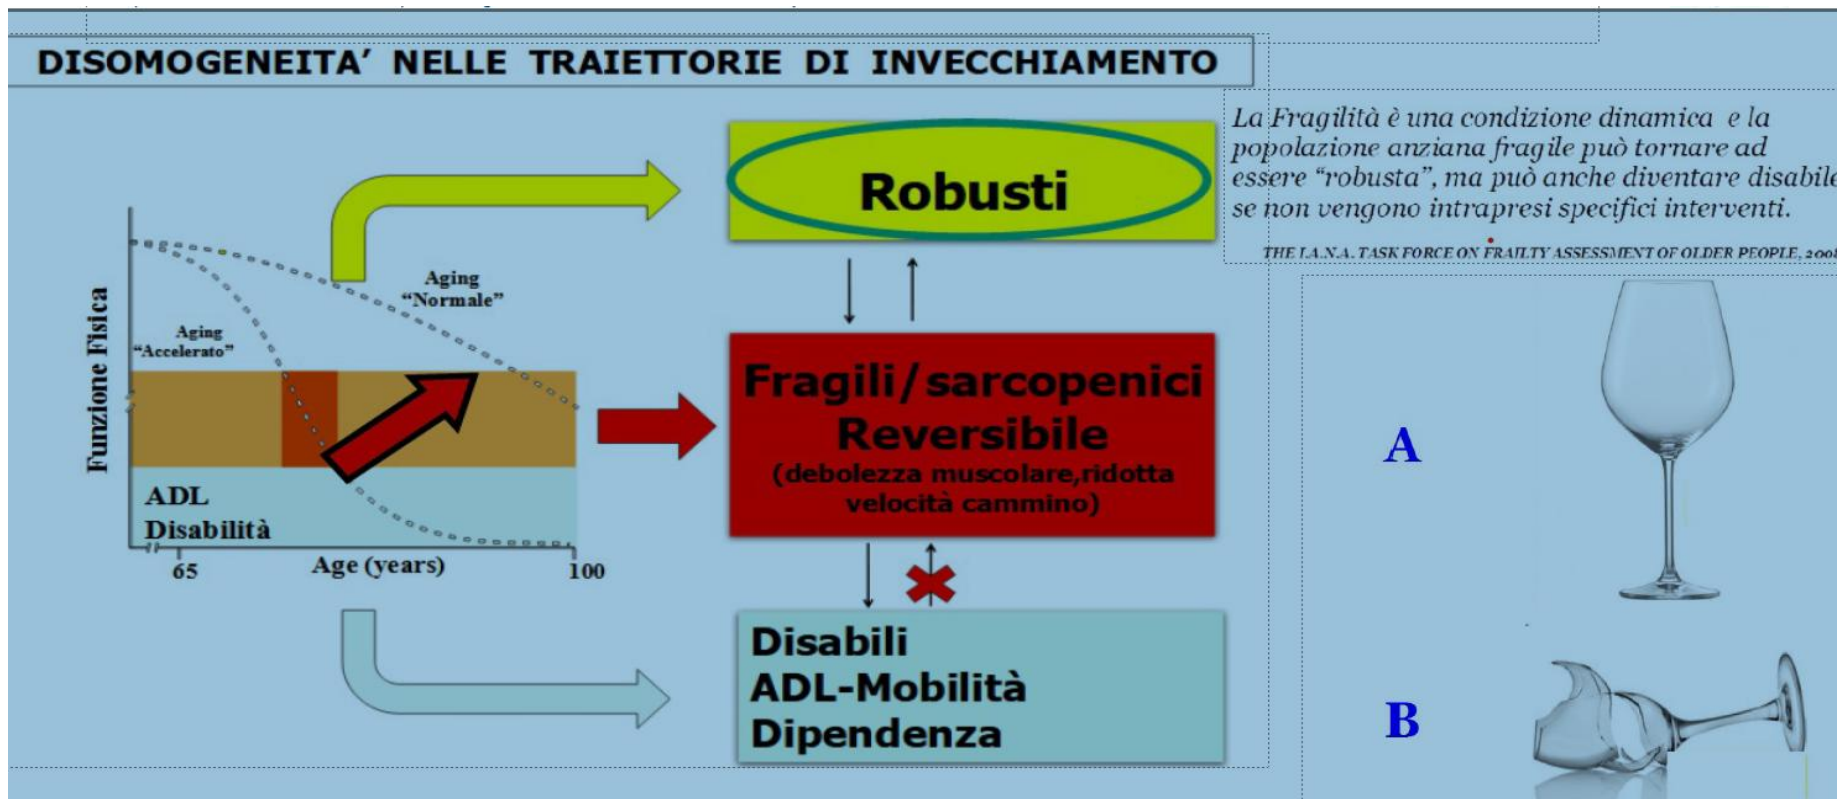 DISOMOGENEITA’ NELLE TRAIETTORIE DI INVECCHIAMENTO
La Fragilità è una condizione dinamica e la
popolazione anziana fragile può tornare ad
essere “robusta”, ma può anche diventare disabile
se non vengono intrapresi specifici interventi.
THE I.A.N.A. TASK FORCE ON FRAILTY ASSESSMENT OF OLDER PEOPLE, 2008
Robusti
Aging
“Normale”
Aging
“Accelerato”
Funzione Fisica
ADL
Disabilità
65
Age (years)
100
Fragili/sarcopenici
Reversibile
(debolezza muscolare,ridotta
velocità cammino)
Disabili
ADL-Mobilità
Dipendenza
A
B